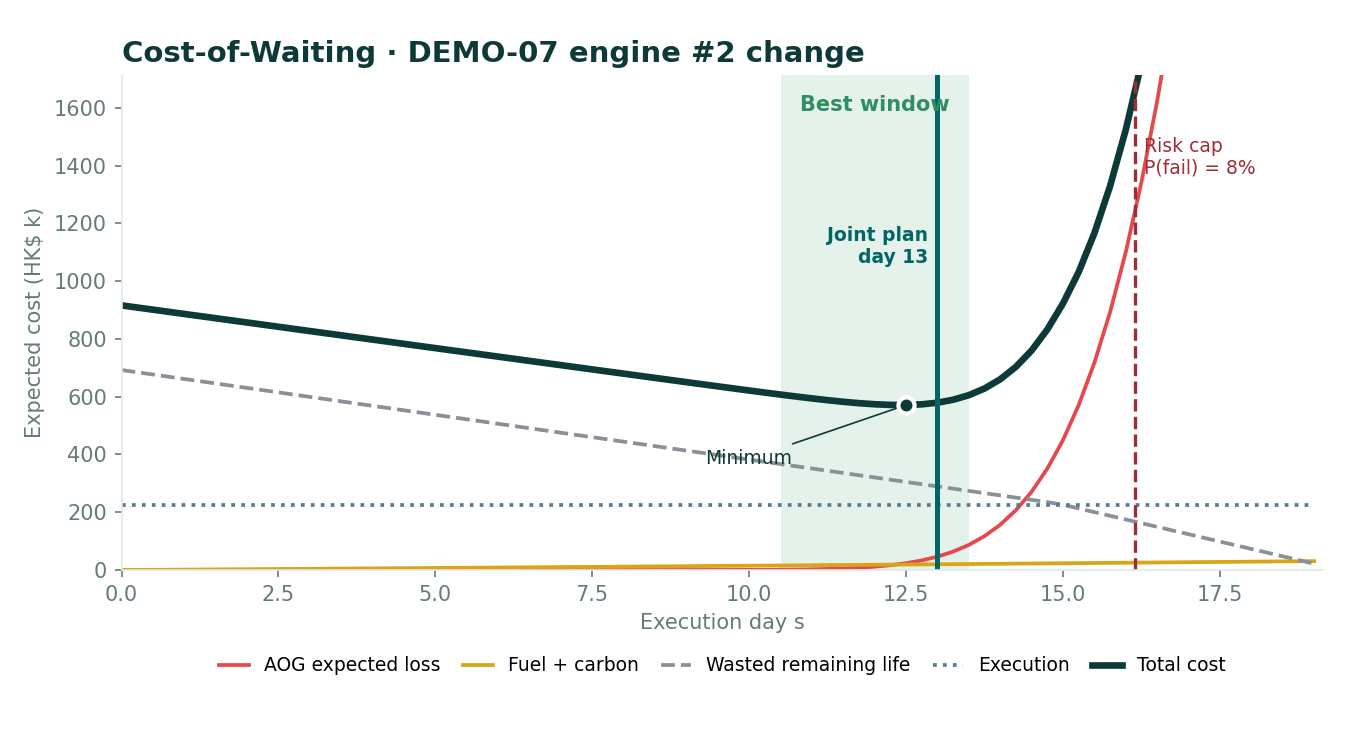 Cost-of-Waiting · DEMO-07 engine #2 change
Expected cost (HK$ k)
1600
1400
1200
1000
800
600
400
200
0
Best window
Risk cap
P(fail) = 8%
Joint plan
day 13
Minimum
0.0 2.5 5.0 7.5 10.0 12.5 15.0 17.5
Execution day s
AOG expected loss Fuel + carbon Wasted remaining life Execution Total cost